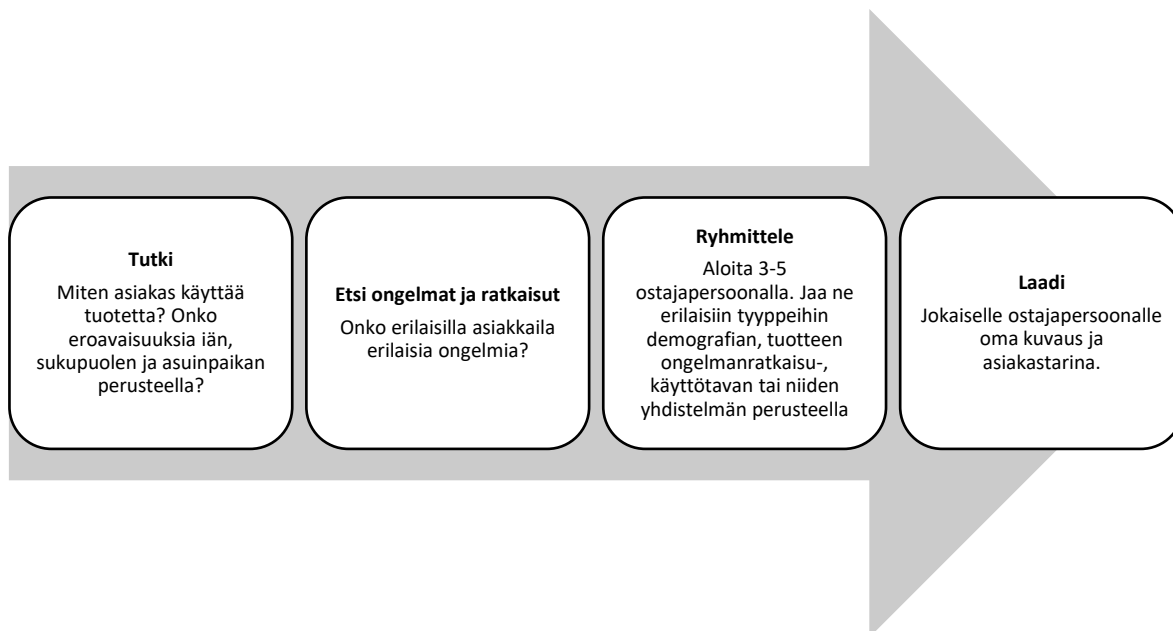 Tutki
Miten asiakas käyttää
tuotetta? Onko
eroavaisuuksia iän,
sukupuolen ja asuinpaikan
perusteella?
Etsi ongelmat ja ratkaisut
Onko erilaisilla asiakkaila
erilaisia ongelmia?
Ryhmittele
Aloita 3-5
ostajapersoonalla. Jaa ne
erilaisiin tyyppeihin
demografian, tuotteen
ongelmanratkaisu-,
käyttötavan tai niiden
yhdistelmän perusteella
Laadi
Jokaiselle ostajapersoonalle
oma kuvaus ja
asiakastarina.